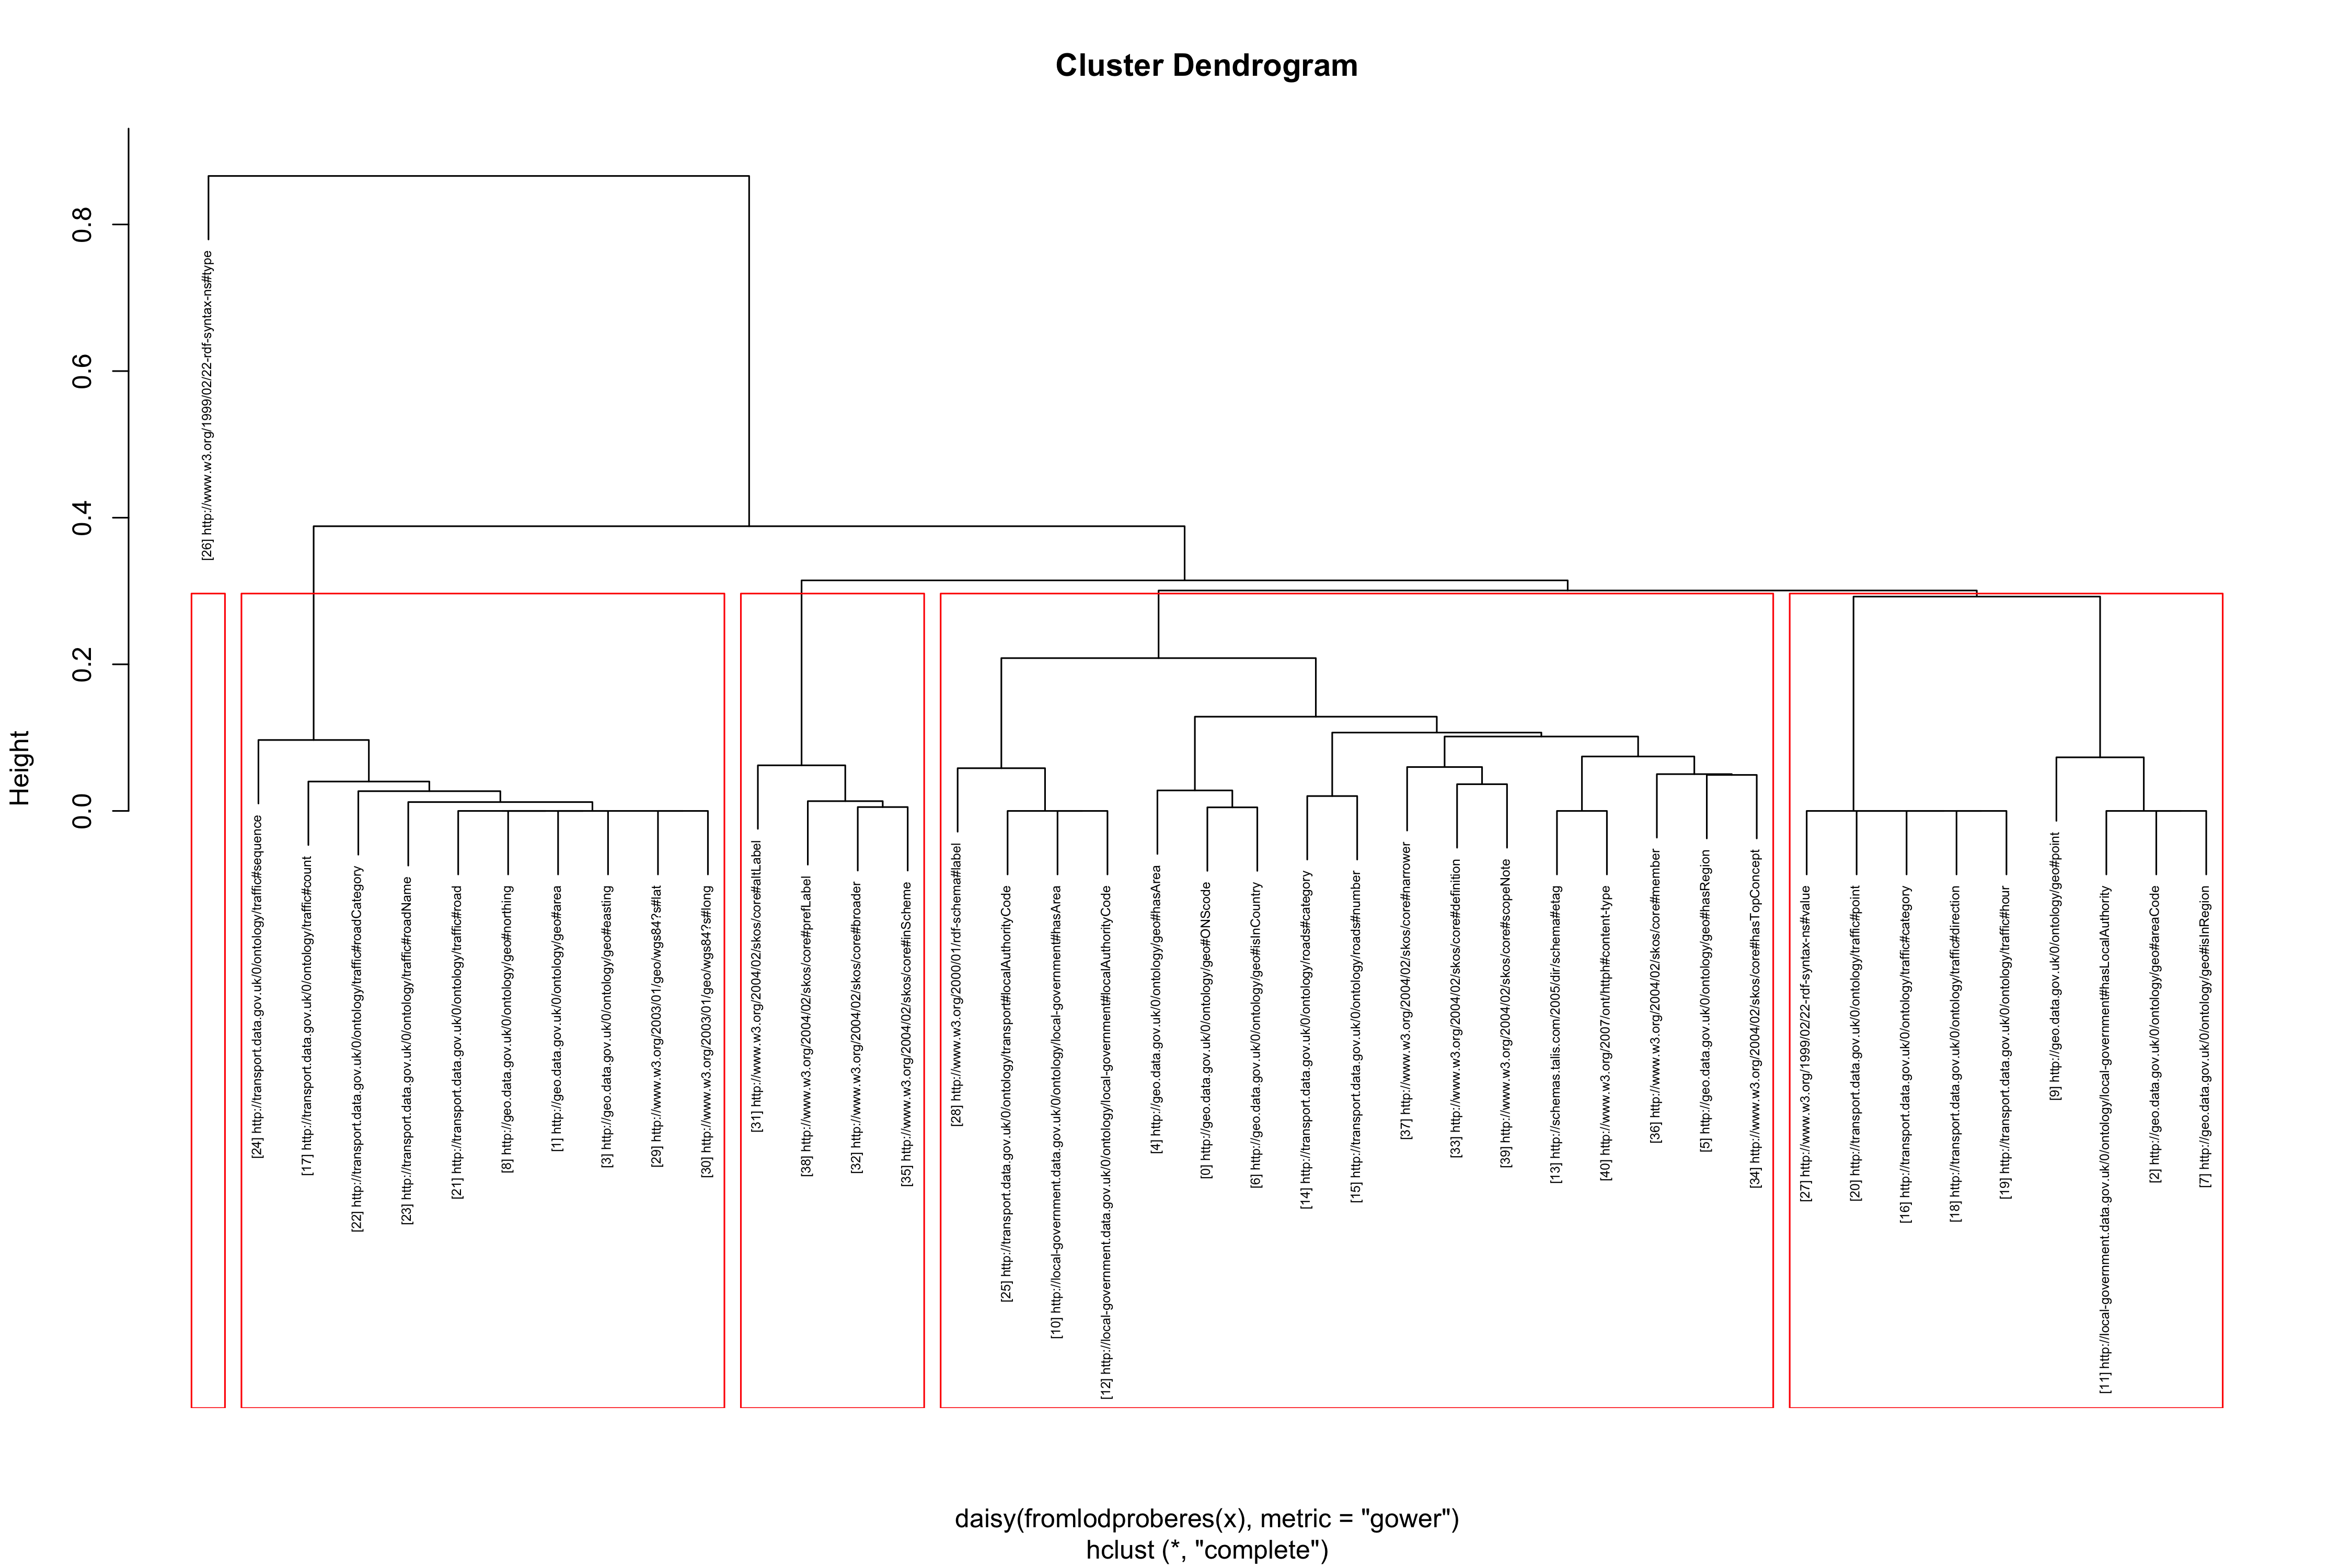 Cluster Dendrogram
Height
0.0
0.2
0.4
0.6
0.8
[26] http://www.w3.org/1999/02/22-rdf-syntax-ns#type
[24] http://transport.data.gov.uk/0/ontology/traffic#sequence
[17] http://transport.data.gov.uk/0/ontology/traffic#count
[22] http://transport.data.gov.uk/0/ontology/traffic#roadCategory
[23] http://transport.data.gov.uk/0/ontology/traffic#roadName
[21] http://transport.data.gov.uk/0/ontology/traffic#road
[8] http://geo.data.gov.uk/0/ontology/geo#northing
[1] http://geo.data.gov.uk/0/ontology/geo#area
[3] http://geo.data.gov.uk/0/ontology/geo#easting
[29] http://www.w3.org/2003/01/geo/wgs84?s#lat
[30] http://www.w3.org/2003/01/geo/wgs84?s#long
[31] http://www.w3.org/2004/02/skos/core#altLabel
[38] http://www.w3.org/2004/02/skos/core#prefLabel
[32] http://www.w3.org/2004/02/skos/core#broader
[35] http://www.w3.org/2004/02/skos/core#inScheme
[28] http://www.w3.org/2000/01/rdf-schema#label
[25] http://transport.data.gov.uk/0/ontology/transport#localAuthorityCode
[10] http://local-government.data.gov.uk/0/ontology/local-government#hasArea
[12] http://local-government.data.gov.uk/0/ontology/local-government#localAuthorityCode
[4] http://geo.data.gov.uk/0/ontology/geo#hasArea
[0] http://geo.data.gov.uk/0/ontology/geo#ONScode
[6] http://geo.data.gov.uk/0/ontology/geo#isInCountry
[14] http://transport.data.gov.uk/0/ontology/roads#category
[15] http://transport.data.gov.uk/0/ontology/roads#number
[37] http://www.w3.org/2004/02/skos/core#narrower
[33] http://www.w3.org/2004/02/skos/core#definition
[39] http://www.w3.org/2004/02/skos/core#scopeNote
[13] http://schemas.talis.com/2005/dir/schema#etag
[40] http://www.w3.org/2007/ont/httph#content-type
[36] http://www.w3.org/2004/02/skos/core#member
[5] http://geo.data.gov.uk/0/ontology/geo#hasRegion
[34] http://www.w3.org/2004/02/skos/core#hasTopConcept
[27] http://www.w3.org/1999/02/22-rdf-syntax-ns#value
[20] http://transport.data.gov.uk/0/ontology/traffic#point
[16] http://transport.data.gov.uk/0/ontology/traffic#category
[18] http://transport.data.gov.uk/0/ontology/traffic#direction
[19] http://transport.data.gov.uk/0/ontology/traffic#hour
[9] http://geo.data.gov.uk/0/ontology/geo#point
[11] http://local-government.data.gov.uk/0/ontology/local-government#hasLocalAuthority
[2] http://geo.data.gov.uk/0/ontology/geo#areaCode
[7] http://geo.data.gov.uk/0/ontology/geo#isInRegion
daisy(fromlodproberes(x), metric = "gower")
hclust (*, "complete")